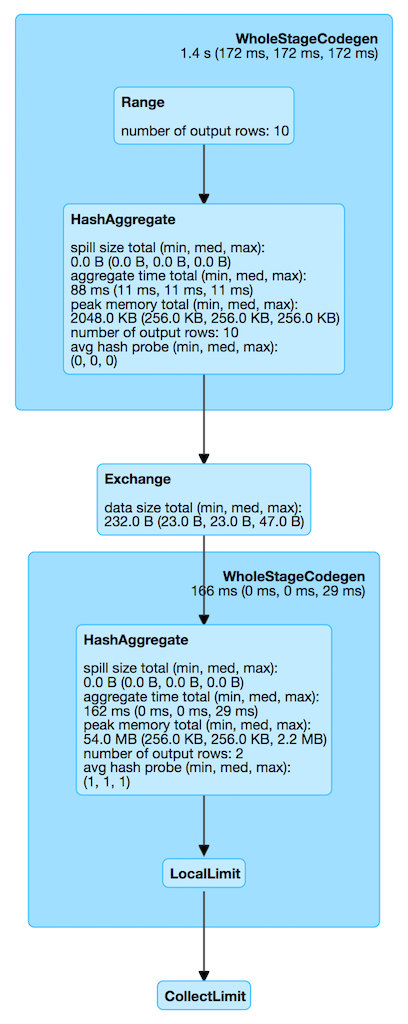 WholeStageCodegen
1.4 s (172 ms, 172 ms, 172 ms)
Range
number of output rows: 10
HashAggregate
spill size total (min, med, max):
0.0 B (0.0 B, 0.0 B, 0.0 B)
aggregate time total (min, med, max):
88 ms (11 ms, 11 ms, 11 ms)
peak memory total (min, med, max):
2048.0 KB (256.0 KB, 256.0 KB, 256.0 KB)
number of output rows: 10
avg hash probe (min, med, max):
(0, 0, 0)
Exchange
data size total (min, med, max):
232.0 B (23.0 B, 23.0 B, 47.0 B)
WholeStageCodegen
166 ms (0 ms, 0 ms, 29 ms)
HashAggregate
spill size total (min, med, max):
0.0 B (0.0 B, 0.0 B, 0.0 B)
aggregate time total (min, med, max):
162 ms (0 ms, 0 ms, 29 ms)
peak memory total (min, med, max):
54.0 MB (256.0 KB, 256.0 KB, 2.2 MB)
number of output rows: 2
avg hash probe (min, med, max):
(1, 1, 1)
LocalLimit
CollectLimit